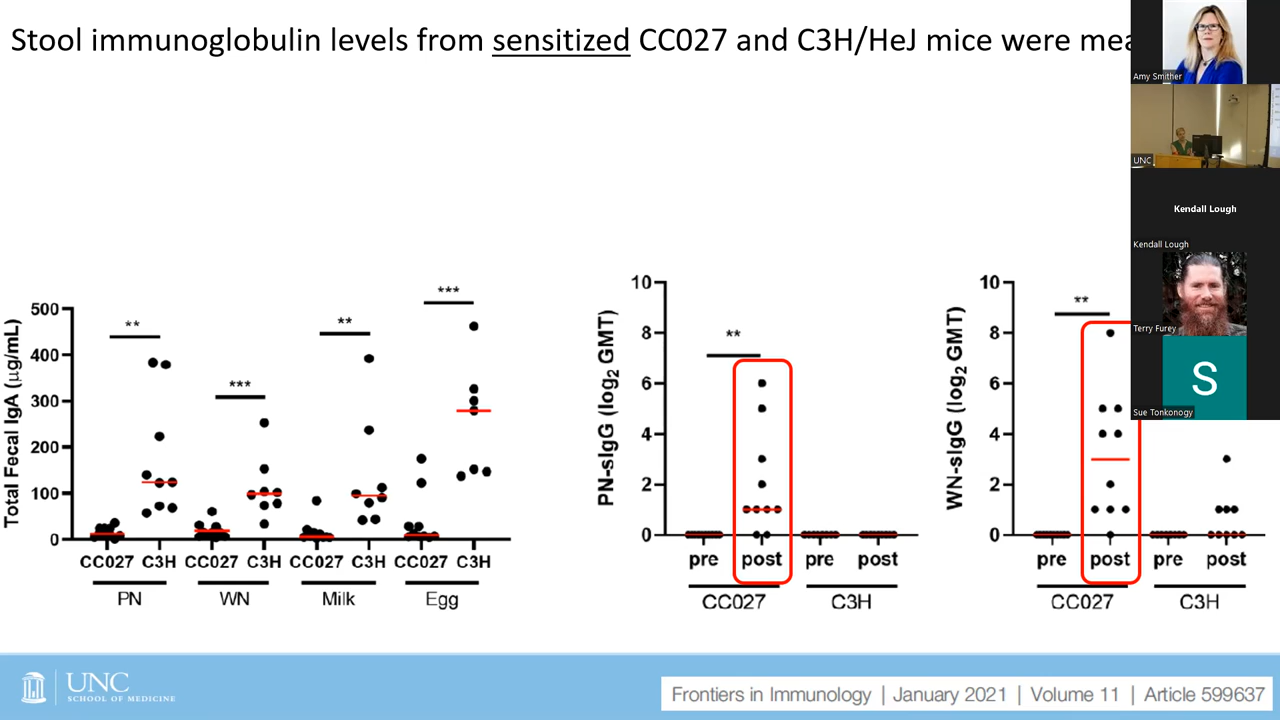 Stool immunoglobulin levels from sensitized CC027 and C3H/HeJ mice were mea
Amy Smither
UNC
Kendall Lough
Kendall Lough
Terry Furey
S
Sue Tonkonogy
Total Fecal IgA (µg/mL)
500
400
300
200
100
0
**
***
**
***
CC027 C3H CC027 C3H CC027 C3H CC027 C3H
PN WN Milk Egg
PN-sIgG (log2 GMT)
10
8
6
4
2
0
**
pre post pre post
CC027 C3H
WN-sIgG (log2 GMT)
10
8
6
4
2
0
**
pre post pre post
CC027 C3H
UNC
SCHOOL OF MEDICINE
Frontiers in Immunology | January 2021 | Volume 11 | Article 599637